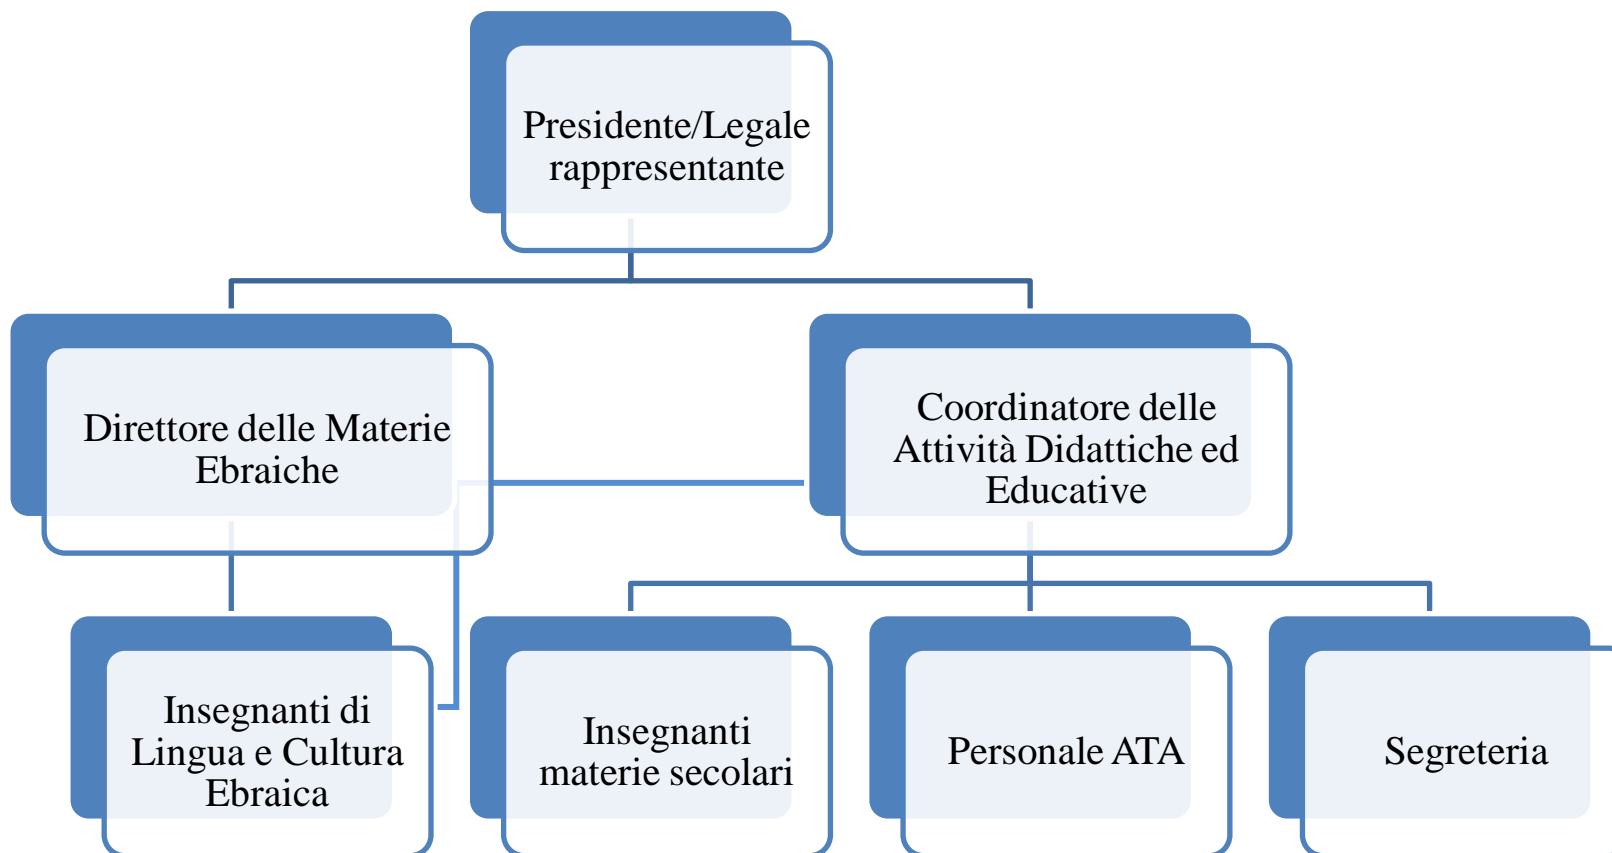 Presidente/Legale
rappresentante
Direttore delle Materie
Ebraiche
Coordinatore delle
Attività Didattiche ed
Educative
Insegnanti di
Lingua e Cultura
Ebraica
Insegnanti
materie secolari
Personale ATA
Segreteria